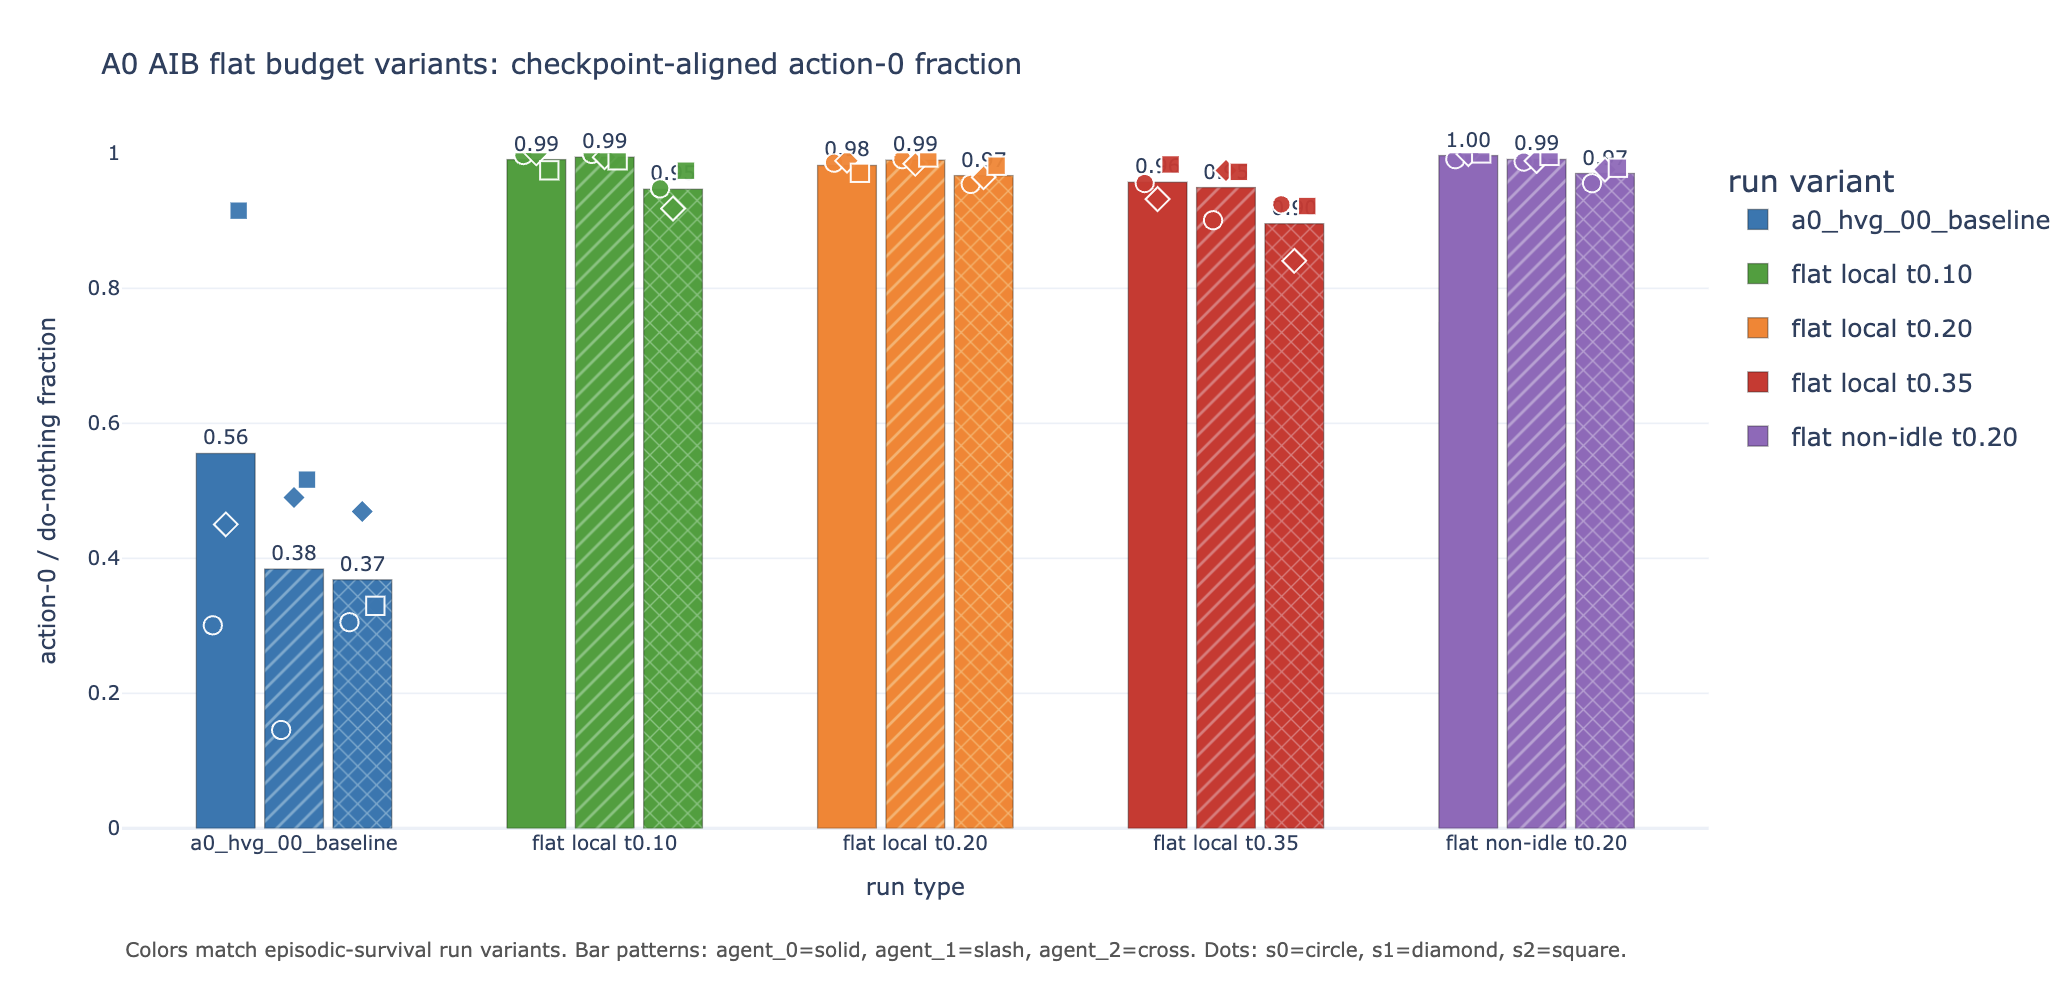 A0 AIB flat budget variants: checkpoint-aligned action-0 fraction
action-0 / do-nothing fraction
1
0.8
0.6
0.4
0.2
0
0.56
0.38
0.37
0.99
0.99
0.98
0.99
0.97
1.00
0.99
0.97
a0_hvg_00_baseline
flat local t0.10
flat local t0.20
flat local t0.35
flat non-idle t0.20
run type
run variant
a0_hvg_00_baseline
flat local t0.10
flat local t0.20
flat local t0.35
flat non-idle t0.20
Colors match episodic-survival run variants. Bar patterns: agent_0=solid, agent_1=slash, agent_2=cross. Dots: s0=circle, s1=diamond, s2=square.